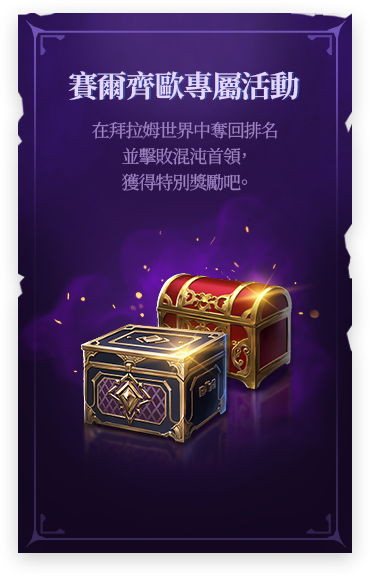 賽爾齊歐專屬活動
在拜拉姆世界中奪回排名
並擊敗混沌首領，
獲得特別獎勵吧。